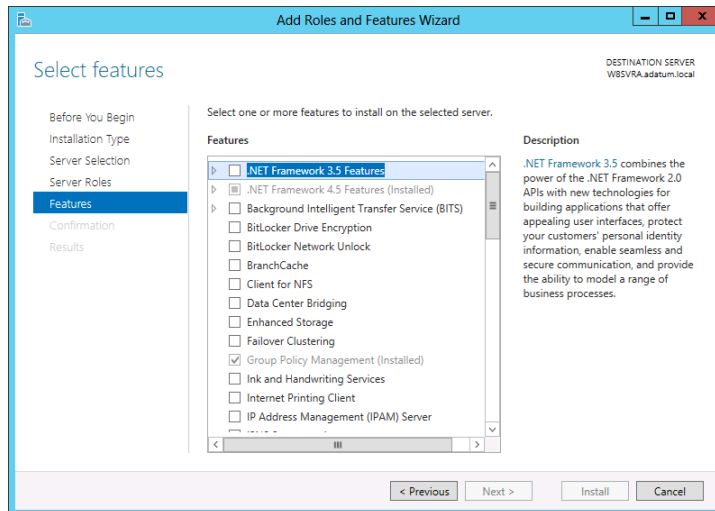 Add Roles and Features Wizard
Select features
DESTINATION SERVER
W8SVRA.adatum.local
Before You Begin
Installation Type
Server Selection
Server Roles
Features
Confirmation
Results
Select one or more features to install on the selected server.
Features
.NET Framework 3.5 Features
.NET Framework 4.5 Features (Installed)
Background Intelligent Transfer Service (BITS)
BitLocker Drive Encryption
BitLocker Network Unlock
BranchCache
Client for NFS
Data Center Bridging
Enhanced Storage
Failover Clustering
Group Policy Management (Installed)
Ink and Handwriting Services
Internet Printing Client
IP Address Management (IPAM) Server
Description
.NET Framework 3.5 combines the
power of the .NET Framework 2.0
APIs with new technologies for
building applications that offer
appealing user interfaces, protect
your customers' personal identity
information, enable seamless and
secure communication, and provide
the ability to model a range of
business processes.
< Previous
Next >
Install
Cancel